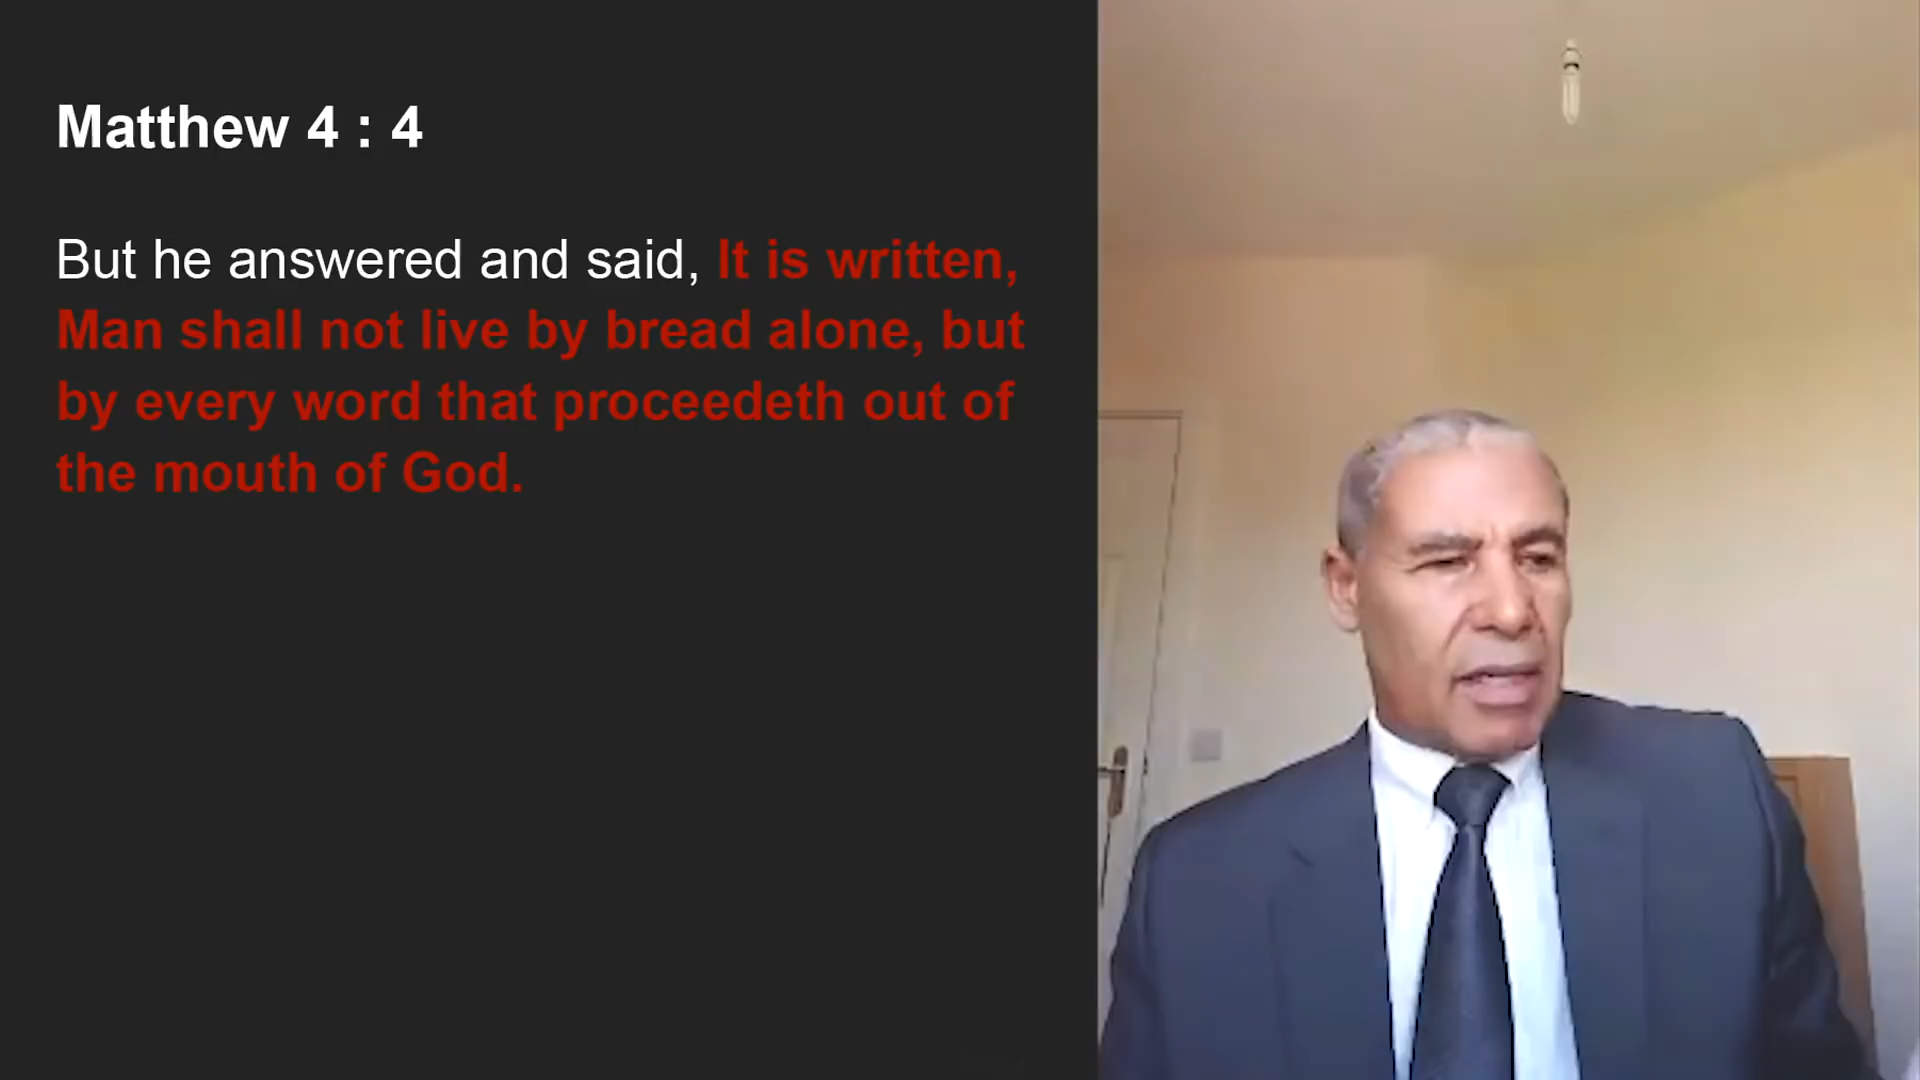 Matthew 4 : 4
But he answered and said, It is written,
Man shall not live by bread alone, but
by every word that proceedeth out of
the mouth of God.